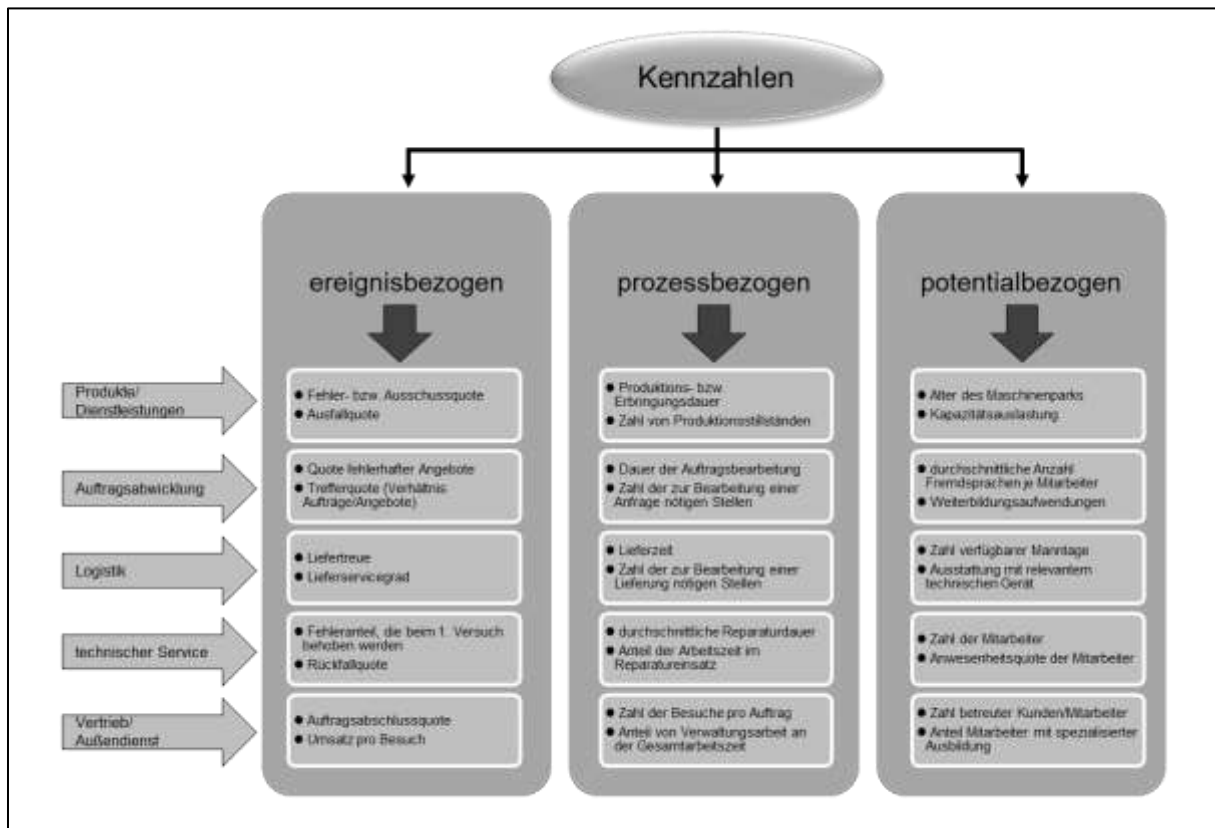 Kennzahlen
ereignisbezogen
prozessbezogen
potentialbezogen
Produkte/
Dienstleistungen
● Fehler- bzw. Ausschussquote
● Ausfallquote
● Produktions- bzw.
Erbringungsdauer
● Zahl von Produktionsstillständen
● Alter des Maschinenparks
● Kapazitätsauslastung
Auftragsabwicklung
● Quote fehlerhafter Angebote
● Trefferquote (Verhältnis
Aufträge/Angebote)
● Dauer der Auftragsbearbeitung
● Zahl der zur Bearbeitung einer
Anfrage nötigen Stellen
● durchschnittliche Anzahl
Fremdsprachen je Mitarbeiter
● Weiterbildungsaufwendungen
Logistik
● Liefertreue
● Lieferservicegrad
● Lieferzeit
● Zahl der zur Bearbeitung einer
Lieferung nötigen Stellen
● Zahl verfügbarer Manntage
● Ausstattung mit relevantem
technischen Gerät
technischer Service
● Fehleranteil, die beim 1. Versuch
behoben werden
● Rückfallquote
● durchschnittliche Reparaturdauer
● Anteil der Arbeitszeit im
Reparatureinsatz
● Zahl der Mitarbeiter
● Anwesenheitsquote der Mitarbeiter
Vertrieb/
Außendienst
● Auftragsabschlussquote
● Umsatz pro Besuch
● Zahl der Besuche pro Auftrag
● Anteil von Verwaltungsarbeit an
der Gesamtarbeitszeit
● Zahl betreuter Kunden/Mitarbeiter
● Anteil Mitarbeiter mit spezialisierter
Ausbildung